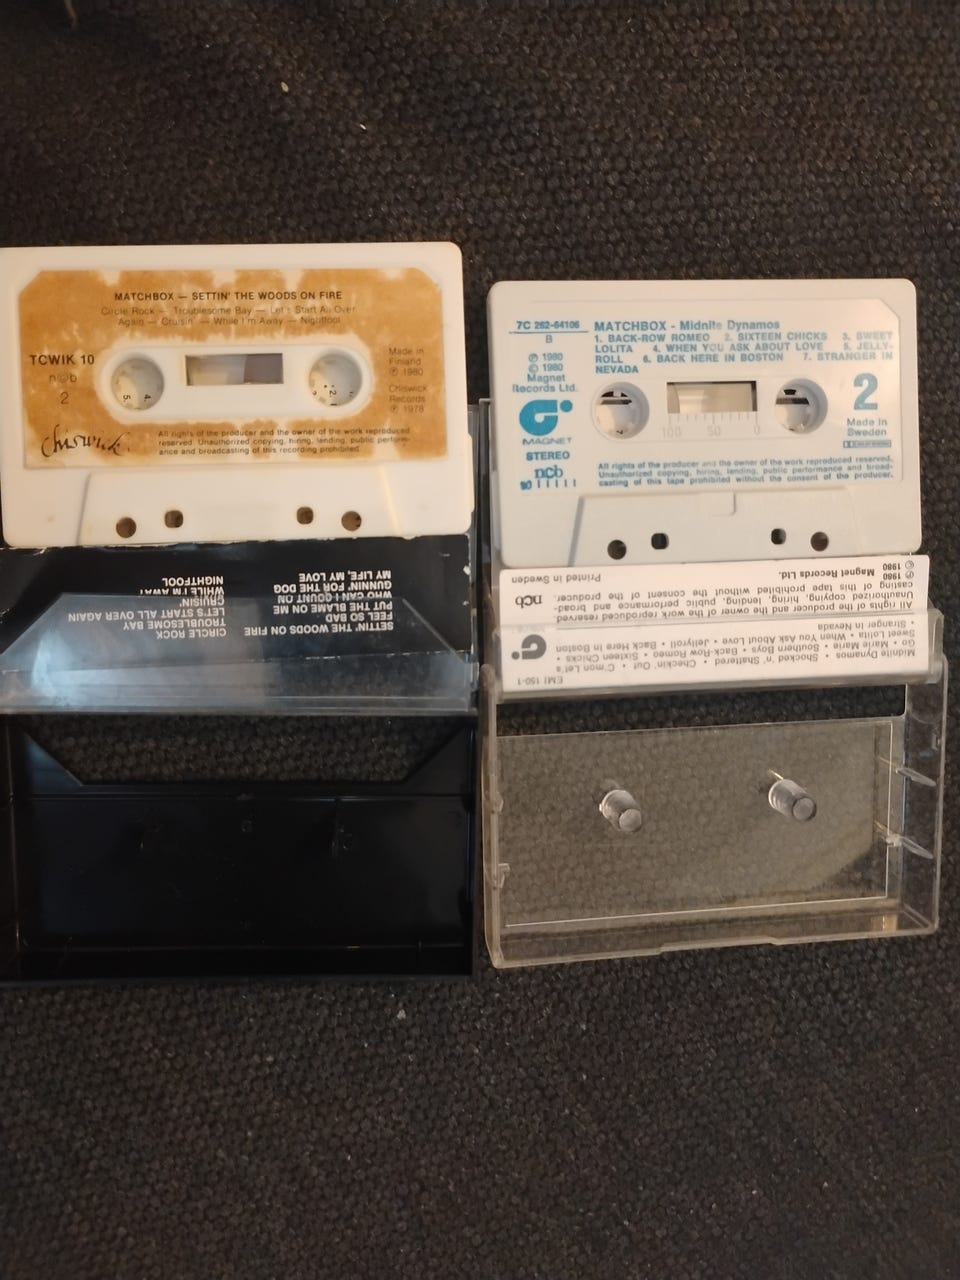 MATCHBOX — SETTIN' THE WOODS ON FIRE
Circle Rock — Troublesome Bay — Let's Start All Over
Again — Cruisin' — While I'm Away — Nightfool
TCWIK 10
n©b
2
Made in
Finland
℗ 1980
Chiswick
Records
℗ 1978
Chiswick
All rights of the producer and the owner of the work reproduced
reserved. Unauthorized copying, hiring, lending, public perform-
ance and broadcasting of this recording prohibited.
SETTIN' THE WOODS ON FIRE
PUT THE BLAME ON ME
WHO CAN I COUNT ON
GUNNIN' FOR THE DOG
FEEL SO BAD
MY LIFE, MY LOVE
CIRCLE ROCK
TROUBLESOME BAY
LET'S START ALL OVER AGAIN
CRUISIN'
WHILE I'M AWAY
NIGHTFOOL
7C 262-64106
B
MATCHBOX - Midnite Dynamos
1. BACK-ROW ROMEO 2. SIXTEEN CHICKS 3. SWEET
LOLITA 4. WHEN YOU ASK ABOUT LOVE 5. JELLY-
ROLL 6. BACK HERE IN BOSTON 7. STRANGER IN
NEVADA
℗ 1980
© 1980
Magnet
Records Ltd.
MAGNET
STEREO
ncb
2
Made in
Sweden
100 50 0
All rights of the producer and the owner of the work reproduced reserved.
Unauthorized copying, hiring, lending, public performance and broad-
casting of this tape prohibited without the consent of the producer.
EMI 150-1
Midnite Dynamos • Shocked 'n' Shattered • Checkin' Out • C'mon Let's
Go • Marie Marie • Southern Boys • Back-Row Romeo • Sixteen Chicks •
Sweet Lolita • When You Ask About Love • Jellyroll • Back Here in Boston
• Stranger in Nevada
All rights of the producer and the owner of the work reproduced reserved.
Unauthorized copying, hiring, lending, public performance and broad-
casting of this tape prohibited without the consent of the producer.
ncb
℗ 1980
© 1980 Magnet Records Ltd.
Printed in Sweden